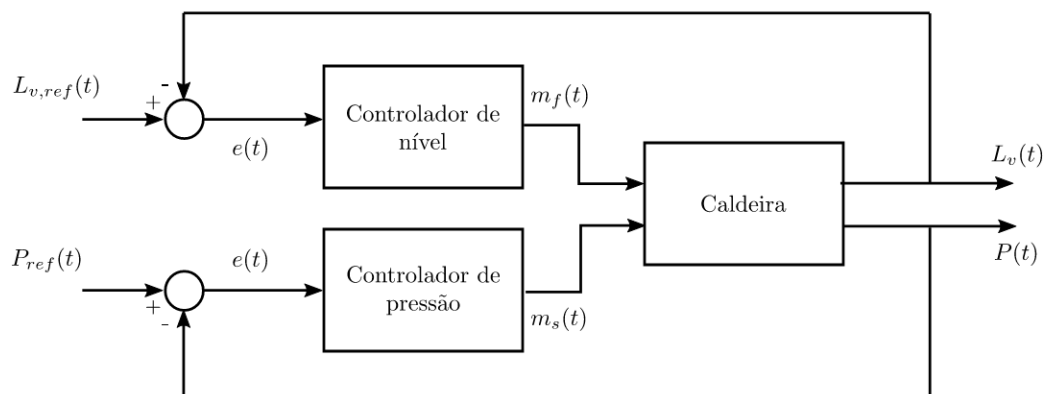 L_{v,ref}(t)
+
-
e(t)
Controlador de
nível
m_f(t)
Caldeira
L_v(t)
P(t)
P_{ref}(t)
+
-
e(t)
Controlador de
pressão
m_s(t)